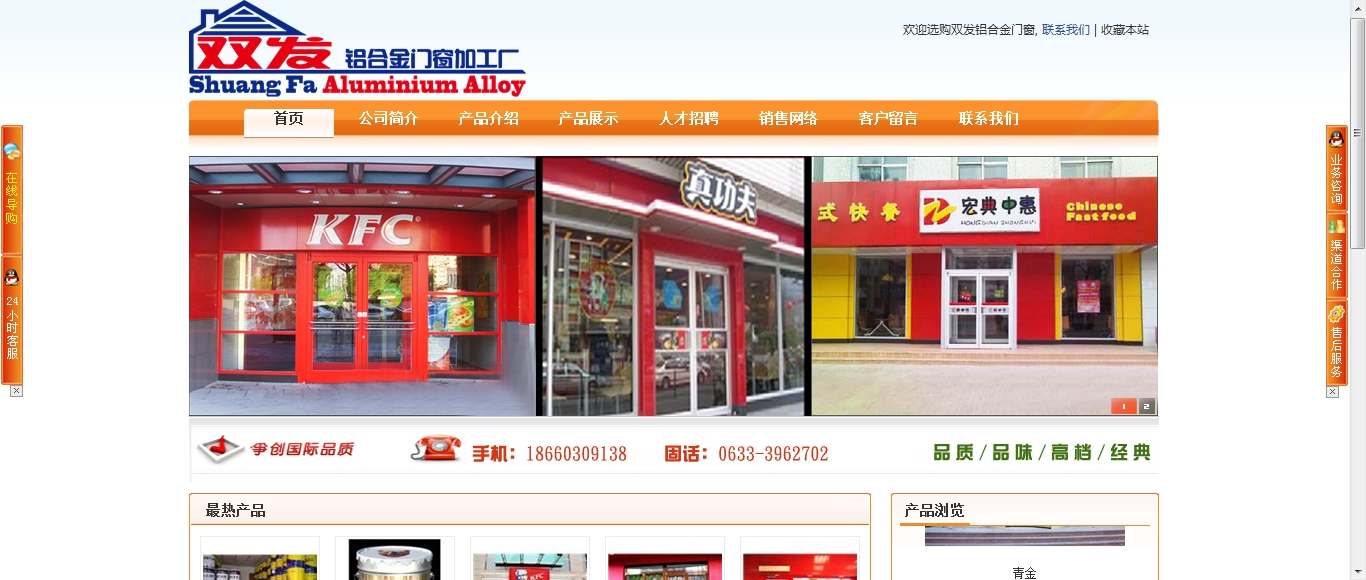 双发 铝合金门窗加工厂
Shuang Fa Aluminium Alloy
欢迎选购双发铝合金门窗, 联系我们 | 收藏本站
首页 公司简介 产品介绍 产品展示 人才招聘 销售网络 客户留言 联系我们
在线导购
24小时客服
业务咨询
渠道合作
售后服务
KFC
真功夫
式快餐
宏典中惠
HONGDIAN ZHONGHUI
Chinese
Fast food
1 2
争创国际品质
手机：18660309138
固话：0633-3962702
品质/品味/高档/经典
最热产品
产品浏览
KFC
青金